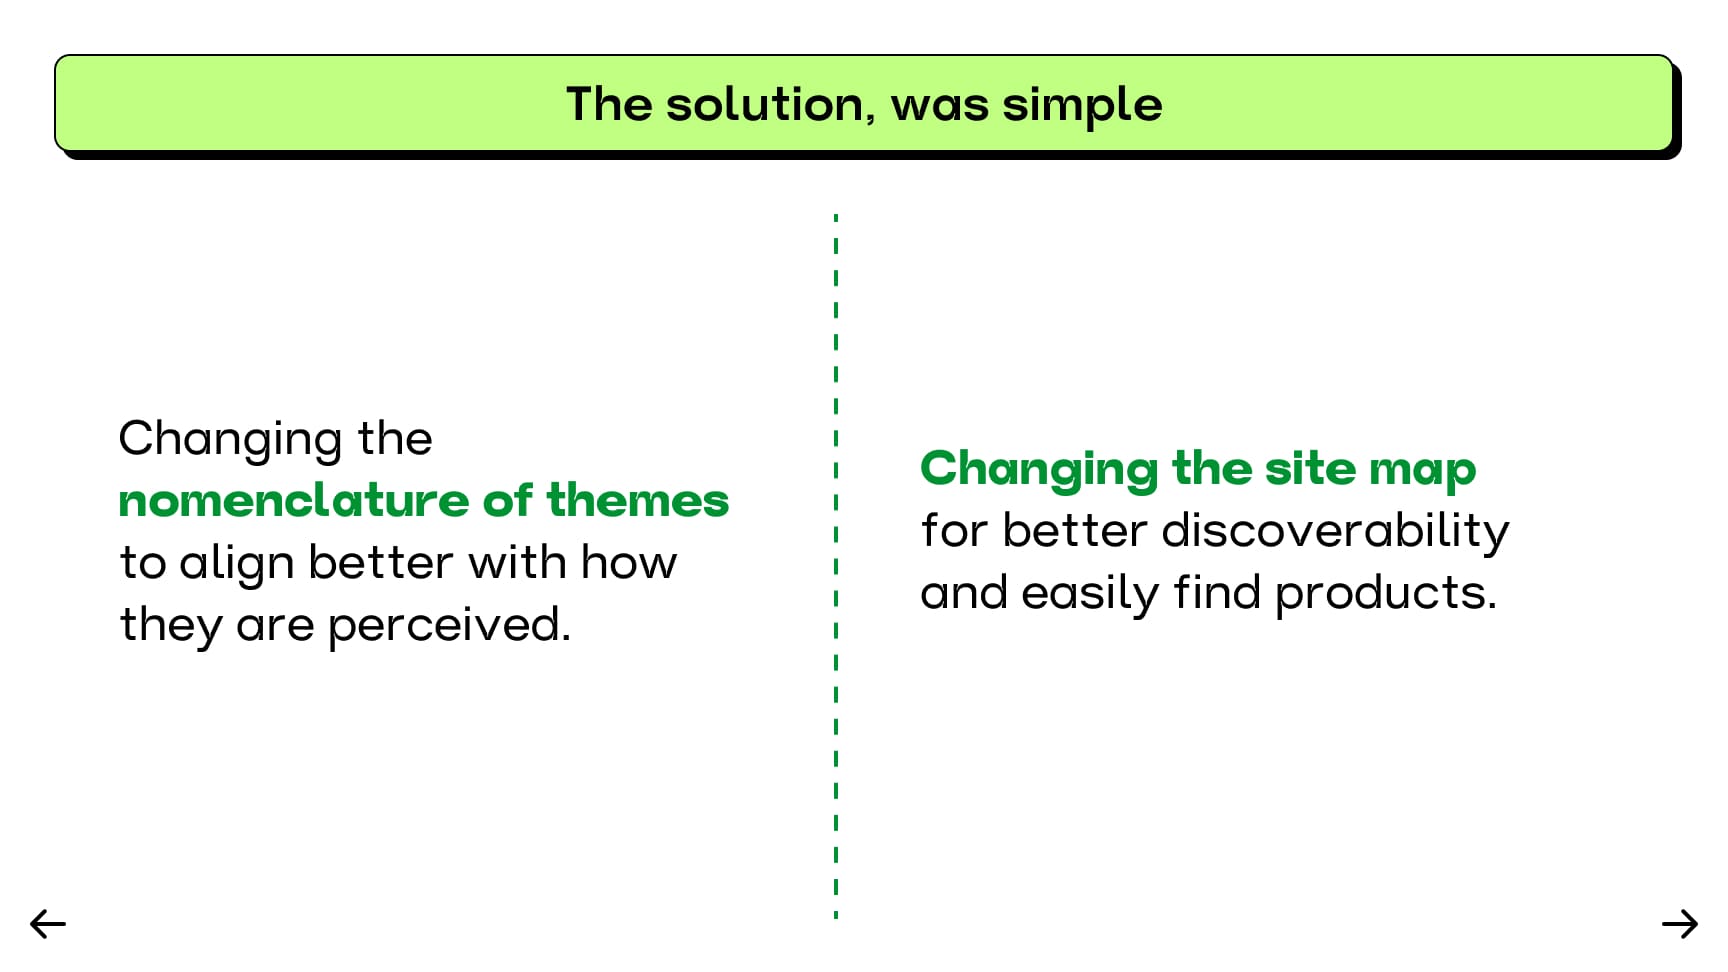 The solution, was simple
Changing the
nomenclature of themes
to align better with how
they are perceived.
Changing the site map
for better discoverability
and easily find products.